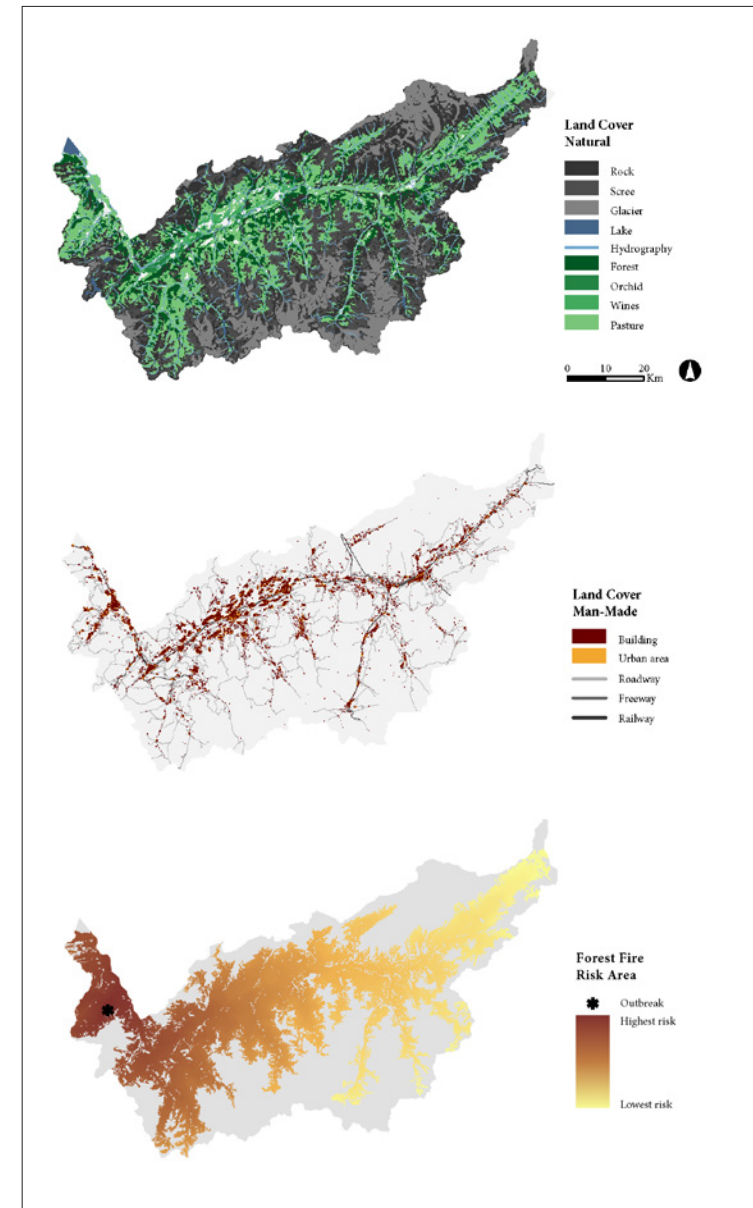 Land Cover
Natural
Rock
Scree
Glacier
Lake
Hydrography
Forest
Orchid
Wines
Pasture
0 10 20
Km
Land Cover
Man-Made
Building
Urban area
Roadway
Freeway
Railway
Forest Fire
Risk Area
Outbreak
Highest risk
Lowest risk